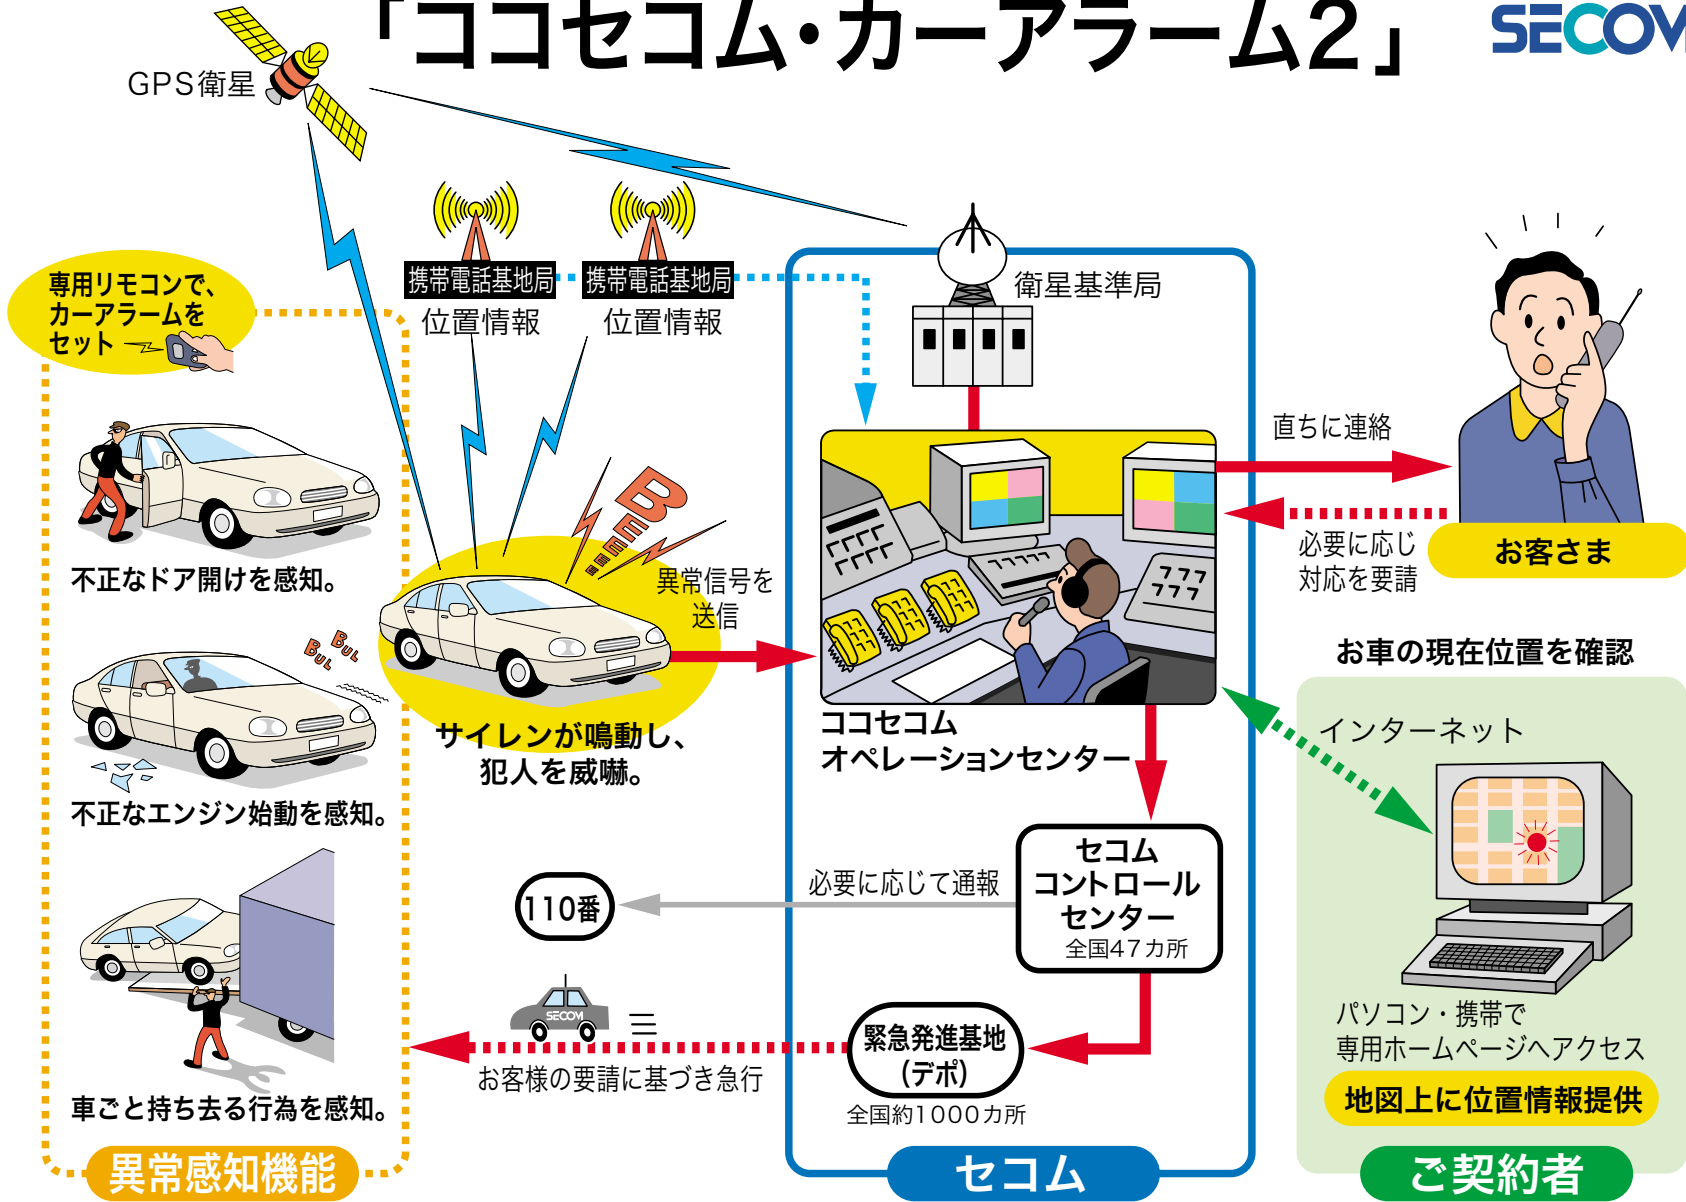 「ココセコム・カーアラーム2」
SECOM
GPS衛星
専用リモコンで、
カーアラームを
セット
携帯電話基地局
携帯電話基地局
位置情報
位置情報
衛星基準局
直ちに連絡
必要に応じ
対応を要請
お客さま
不正なドア開けを感知。
BEEEEE
異常信号を
送信
BUL
BUL
サイレンが鳴動し、
犯人を威嚇。
ココセコム
オペレーションセンター
お車の現在位置を確認
インターネット
不正なエンジン始動を感知。
セコム
コントロール
センター
全国47カ所
必要に応じて通報
110番
SECOM
緊急発進基地
(デポ)
全国約1000カ所
お客様の要請に基づき急行
車ごと持ち去る行為を感知。
パソコン・携帯で
専用ホームページへアクセス
地図上に位置情報提供
異常感知機能
セコム
ご契約者